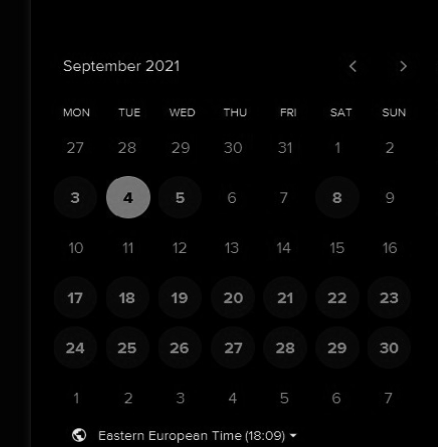 September 2021
MON TUE WED THU FRI SAT SUN
27 28 29 30 31 1 2
3 4 5 6 7 8 9
10 11 12 13 14 15 16
17 18 19 20 21 22 23
24 25 26 27 28 29 30
1 2 3 4 5 6 7
Eastern European Time (18:09)